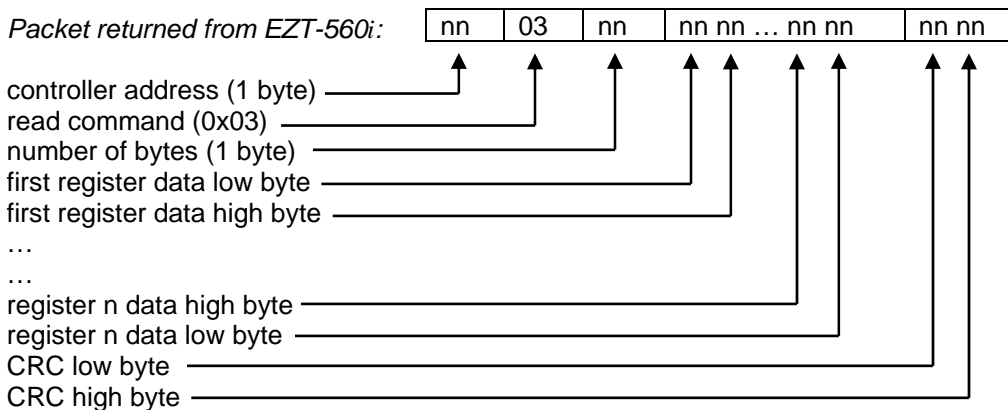 Packet returned from EZT-560i: nn 03 nn nn nn … nn nn nn nn
controller address (1 byte)
read command (0x03)
number of bytes (1 byte)
first register data low byte
first register data high byte
…
…
register n data high byte
register n data low byte
CRC low byte
CRC high byte